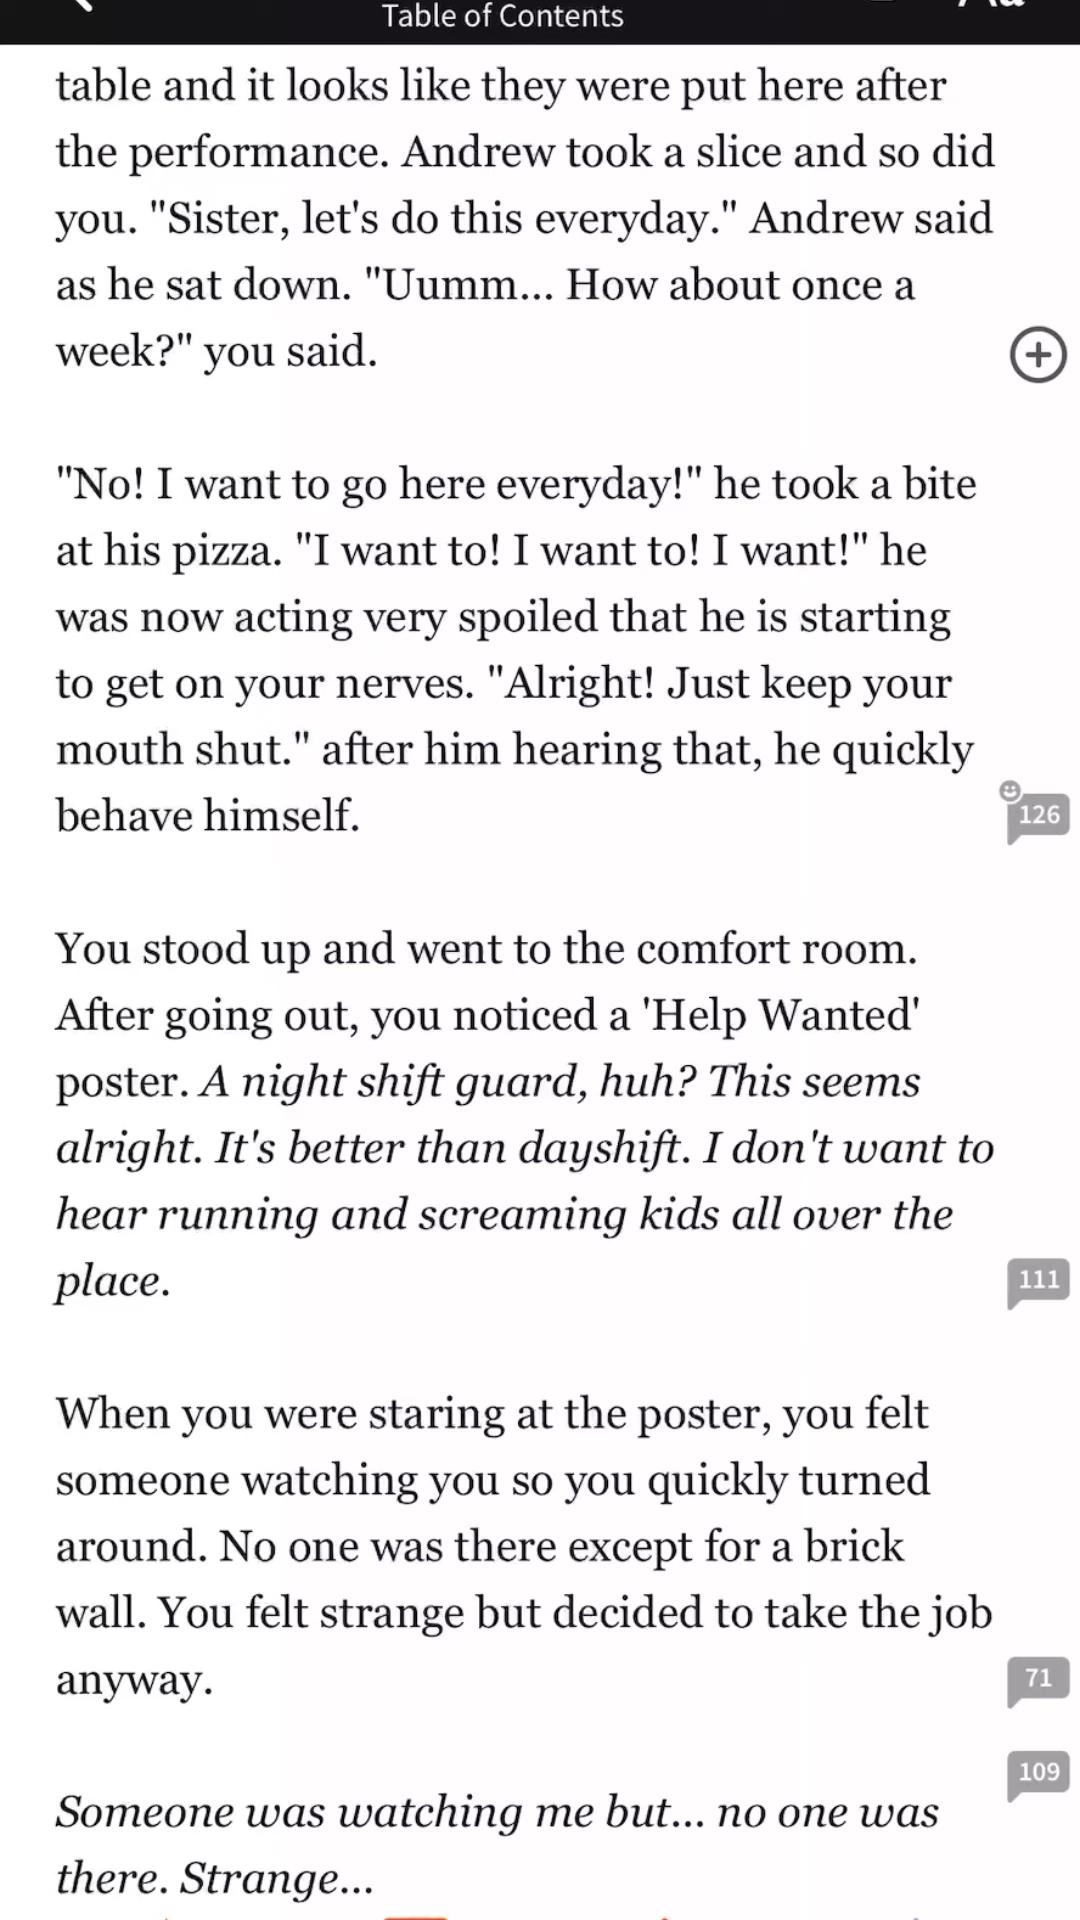 Table of Contents
table and it looks like they were put here after
the performance. Andrew took a slice and so did
you. "Sister, let's do this everyday." Andrew said
as he sat down. "Uumm... How about once a
week?" you said.
"No! I want to go here everyday!" he took a bite
at his pizza. "I want to! I want to! I want!" he
was now acting very spoiled that he is starting
to get on your nerves. "Alright! Just keep your
mouth shut." after him hearing that, he quickly
behave himself.
126
You stood up and went to the comfort room.
After going out, you noticed a 'Help Wanted'
poster. A night shift guard, huh? This seems
alright. It's better than dayshift. I don't want to
hear running and screaming kids all over the
place.
111
When you were staring at the poster, you felt
someone watching you so you quickly turned
around. No one was there except for a brick
wall. You felt strange but decided to take the job
anyway.
71
109
Someone was watching me but... no one was
there. Strange...